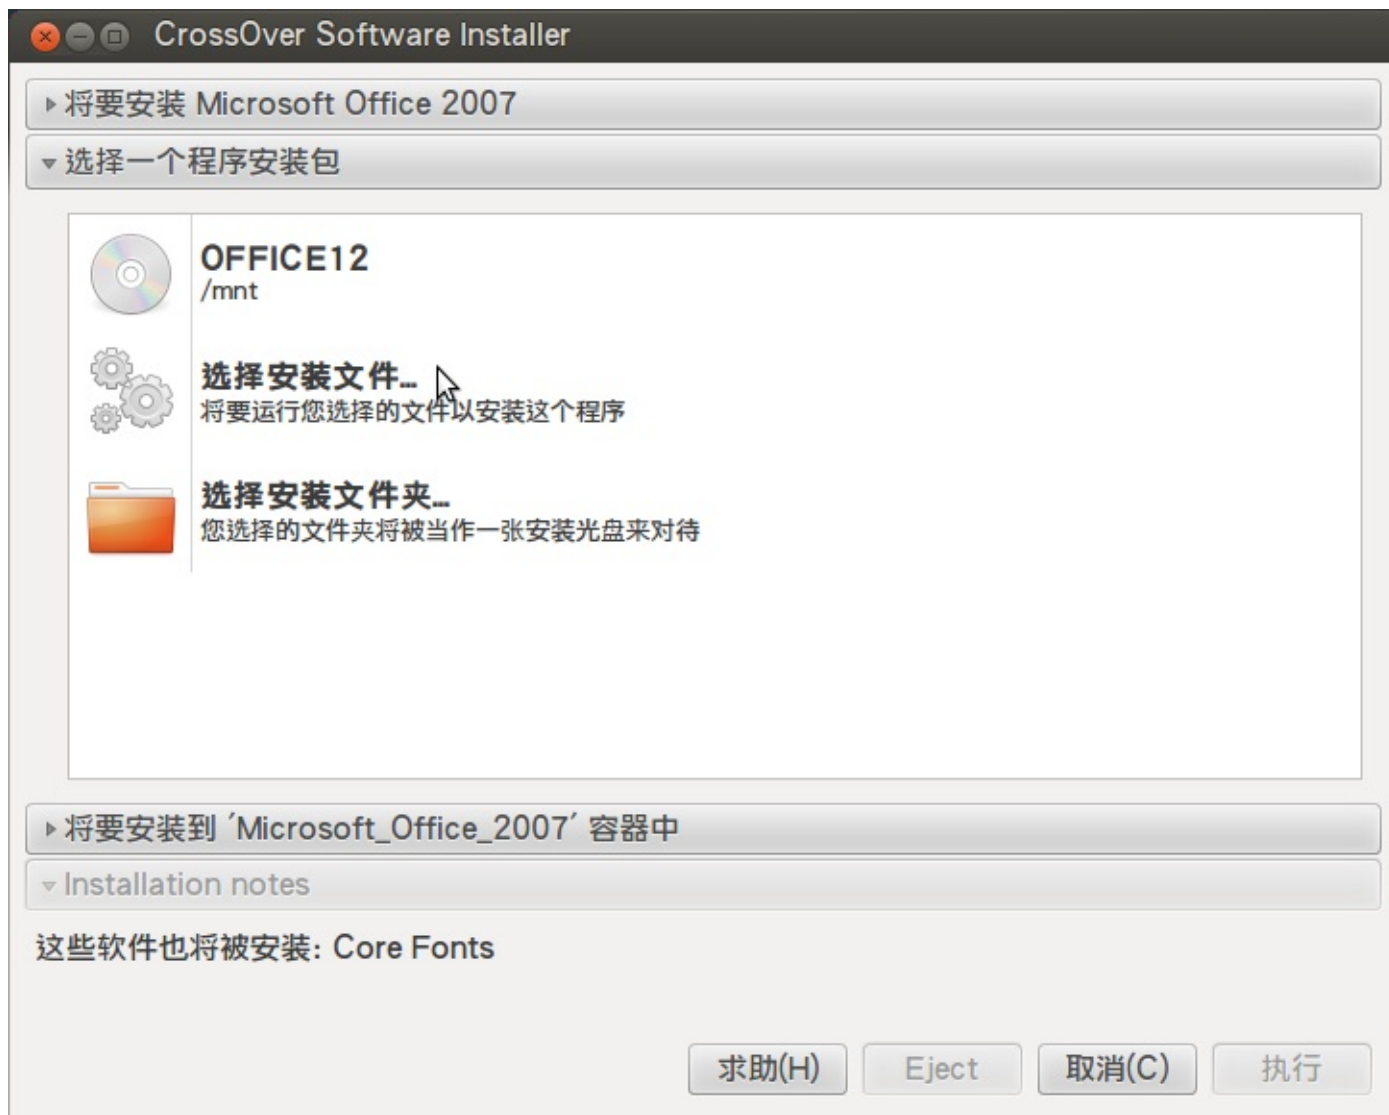 CrossOver Software Installer
将要安装 Microsoft Office 2007
选择一个程序安装包
OFFICE12
/mnt
选择安装文件...
将要运行您选择的文件以安装这个程序
选择安装文件夹...
您选择的文件夹将被当作一张安装光盘来对待
将要安装到 ´Microsoft_Office_2007´ 容器中
Installation notes
这些软件也将被安装: Core Fonts
求助(H) Eject 取消(C) 执行